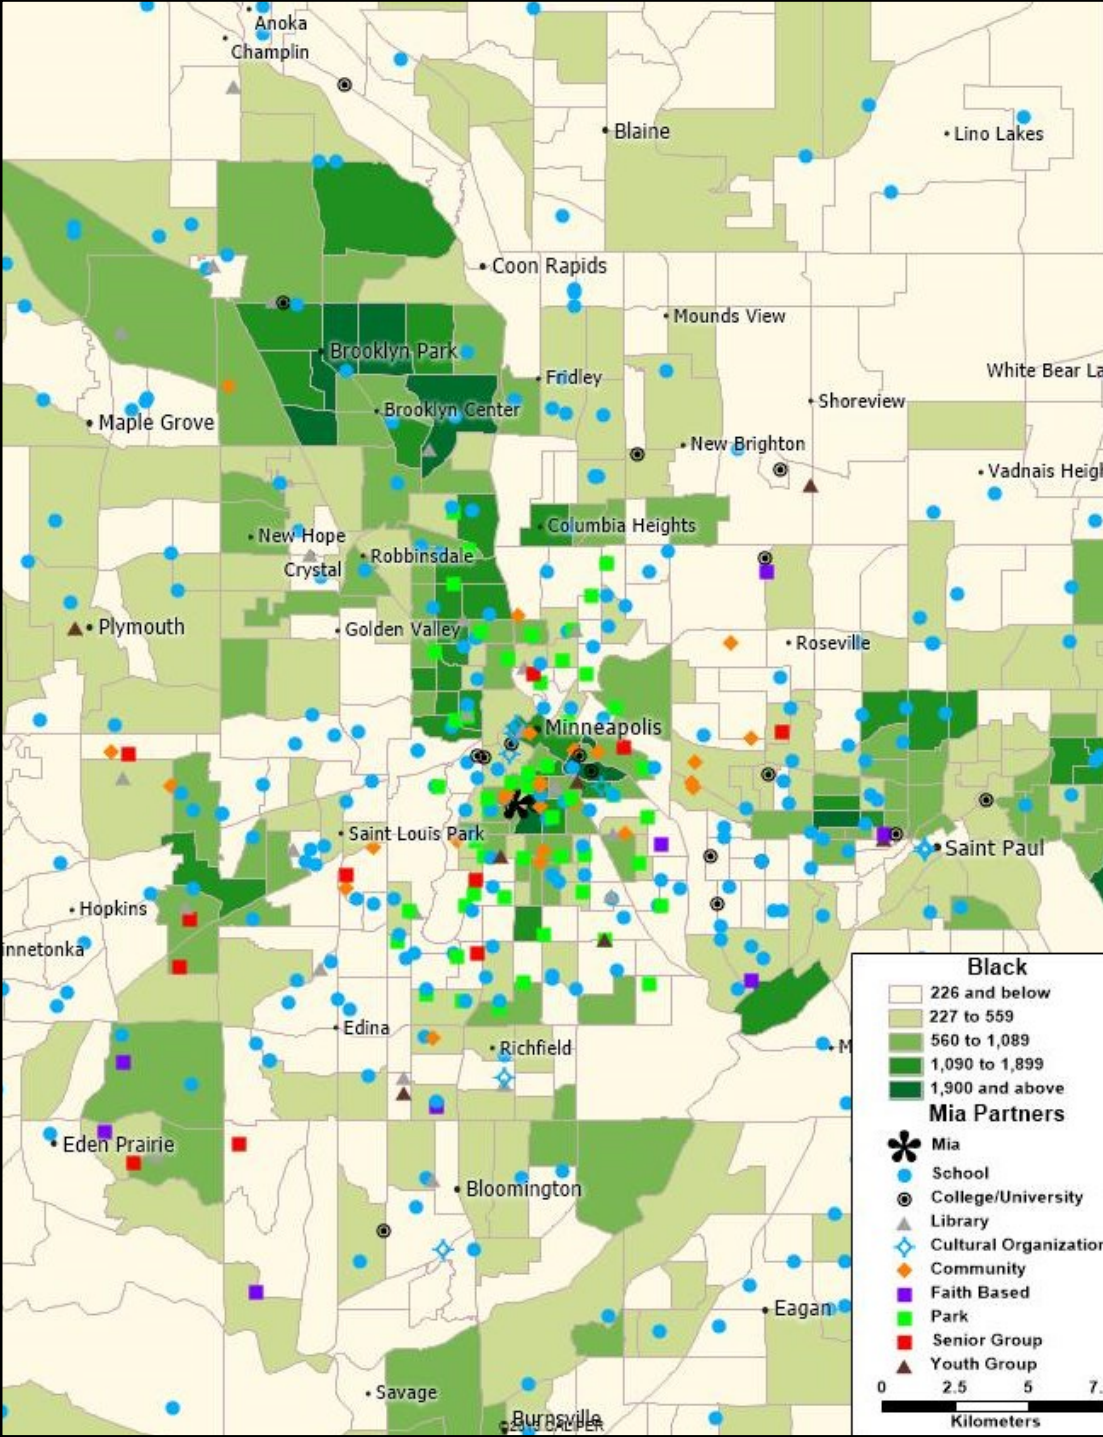 Anoka
Champlin
Blaine
Lino Lakes
Coon Rapids
Mounds View
Brooklyn Park
Fridley
White Bear La
Shoreview
Brooklyn Center
Maple Grove
New Brighton
Vadnais Heigh
Columbia Heights
New Hope
Robbinsdale
Crystal
Plymouth
Golden Valley
Roseville
Minneapolis
Saint Louis Park
Saint Paul
Hopkins
innetonka
Edina
Richfield
M
Eden Prairie
Bloomington
Eagan
Savage
Burnsville
CALIPER
Black
226 and below
227 to 559
560 to 1,089
1,090 to 1,899
1,900 and above
Mia Partners
Mia
School
College/University
Library
Cultural Organization
Community
Faith Based
Park
Senior Group
Youth Group
0 2.5 5 7.
Kilometers